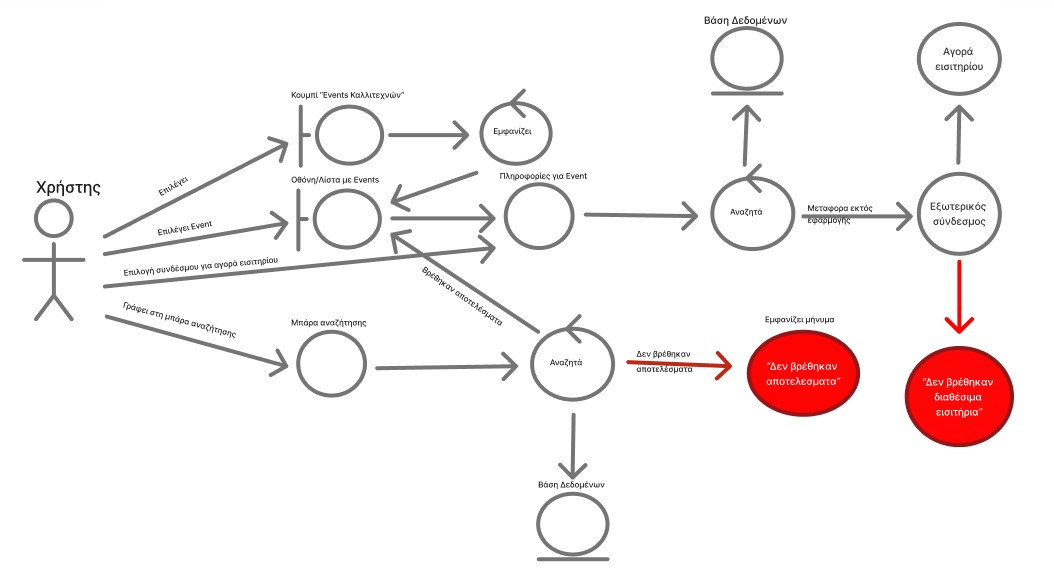 Βάση Δεδομένων
Αγορά
εισιτηρίου
Κουμπί "Events Καλλιτεχνών"
Εμφανίζει
Χρήστης
Επιλέγει
Οθόνη/Λίστα με Events
Πληροφορίες για Event
Επιλέγει Event
Αναζητά
Μεταφορα εκτός
εφαρμογής
Εξωτερικός
σύνδεσμος
Επιλογή συνδέσμου για αγορά εισιτηρίου
Βρέθηκαν αποτελέσματα
Γράφει στη μπάρα αναζήτησης
Μπάρα αναζήτησης
Αναζητά
Δεν βρέθηκαν
αποτελέσματα
Εμφανίζει μήνυμα
"Δεν βρέθηκαν
αποτελεσματα"
"Δεν βρέθηκαν
διαθέσιμα
εισιτήρια"
Βάση Δεδομένων